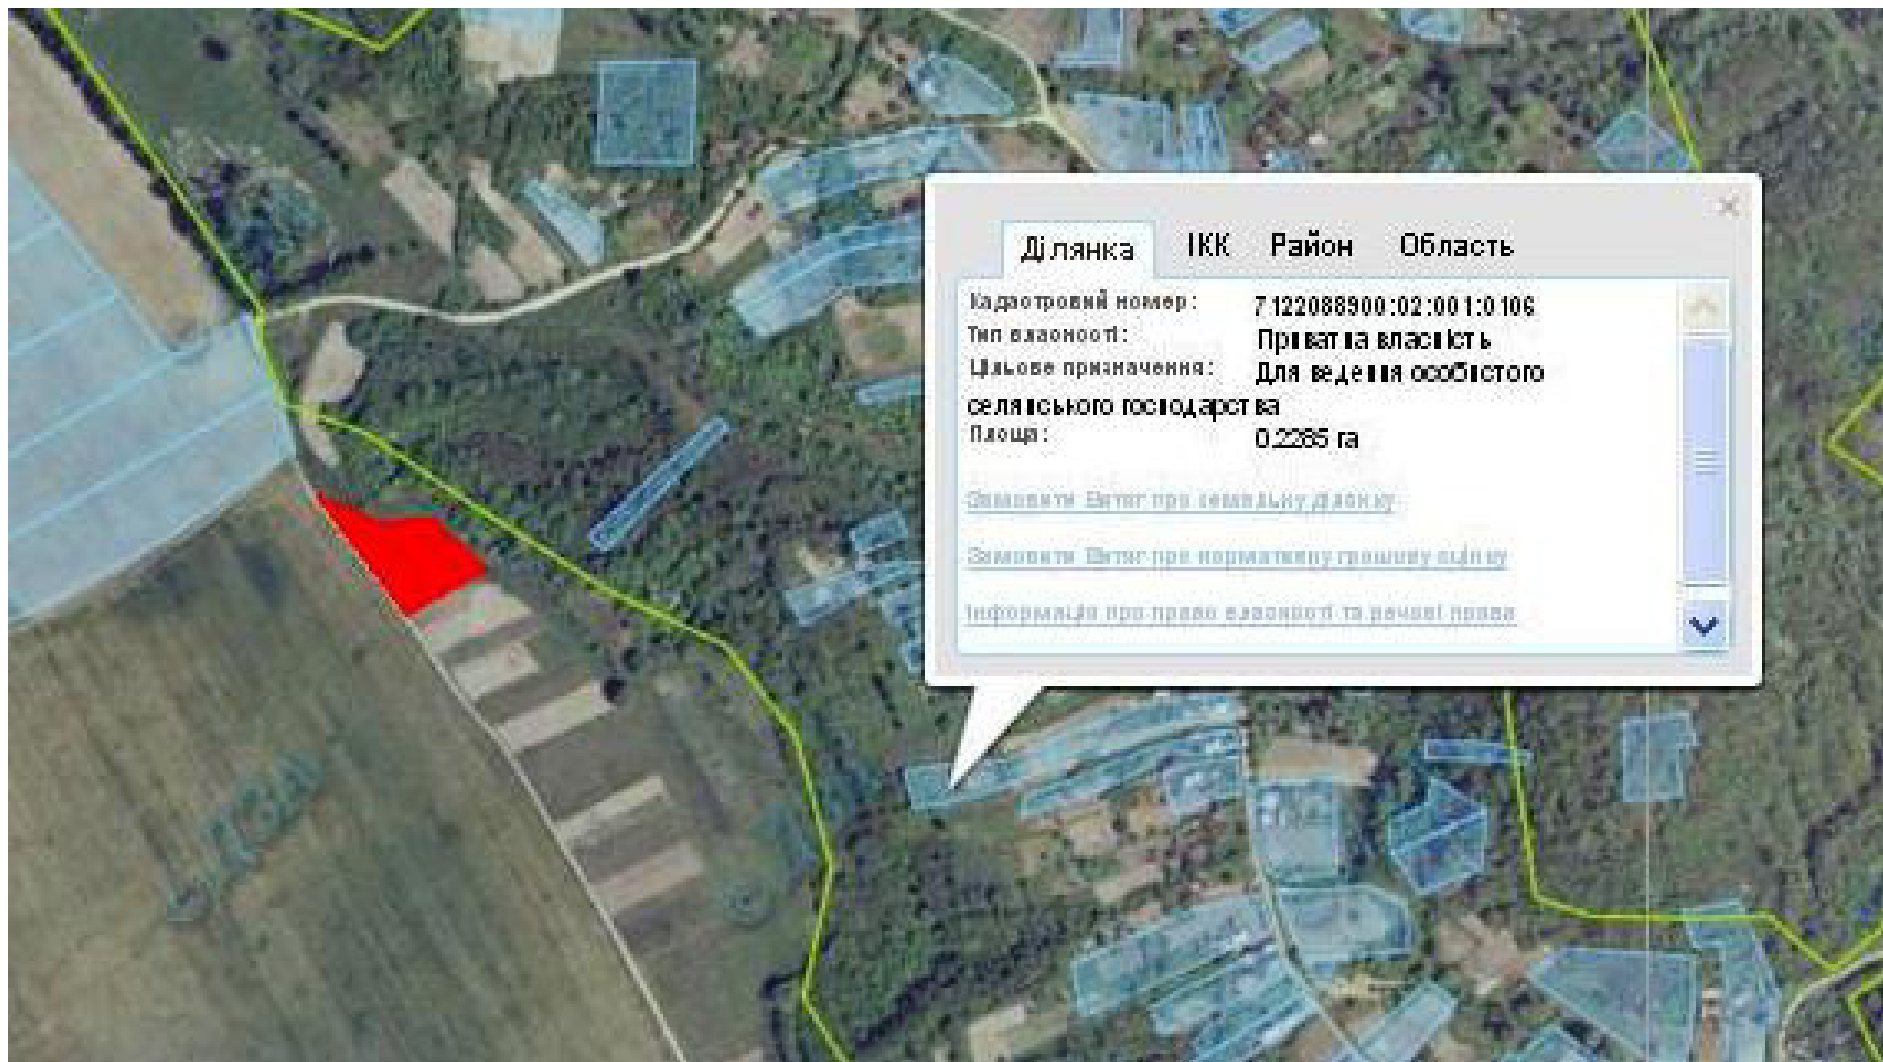 Ділянка ІКК Район Область
Кадастровий номер: 7122088900:02:001:0106
Тип власності: Приватна власність
Цільове призначення: Для ведення особистого
селянського господарства
Площа: 0.2285 га
Замовити Витяг про земельну ділянку
Замовити Витяг про нормативну грошову оцінку
Інформація про право власності та речові права